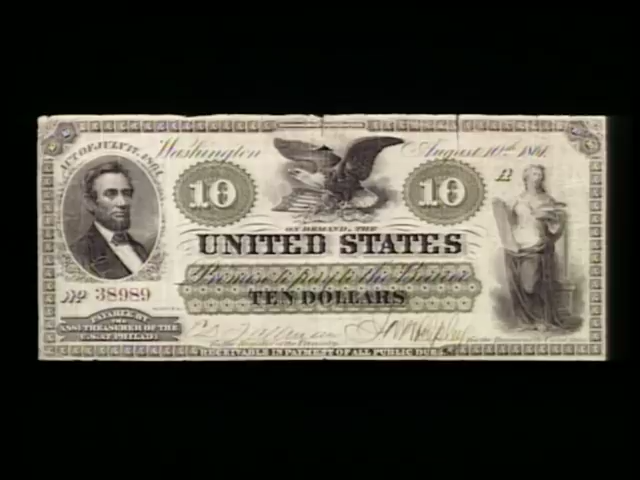 ACT OF JULY 17, 1861
Washington
August 10th 1861.
10
10
ON DEMAND, THE
UNITED STATES
Promise to pay to the Bearer
TEN DOLLARS
No 38989
PAYABLE BY
THE
ASST. TREASURER OF THE
U.S. AT PHILADA.
RECEIVABLE IN PAYMENT OF ALL PUBLIC DUES